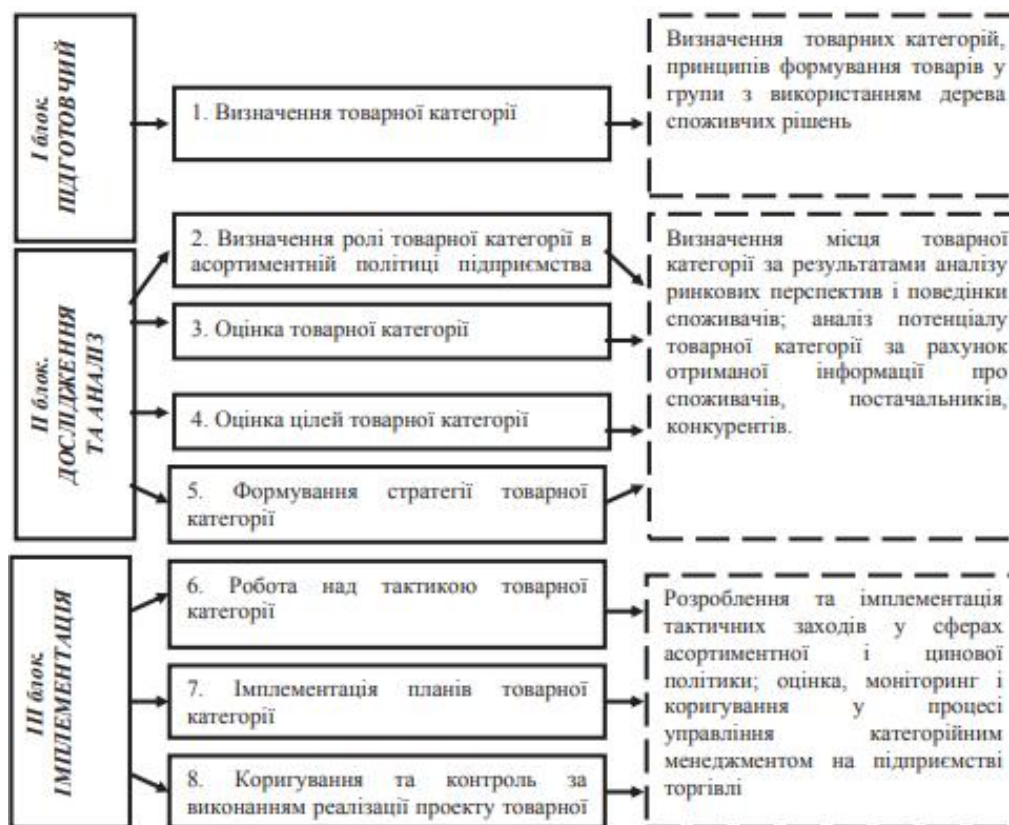 I блок.
ПІДГОТОВЧИЙ
1. Визначення товарної категорії
Визначення товарних категорій,
принципів формування товарів у
групи з використанням дерева
споживчих рішень
II блок.
ДОСЛІДЖЕННЯ
ТА АНАЛІЗ
2. Визначення ролі товарної категорії в
асортиментній політиці підприємства
3. Оцінка товарної категорії
4. Оцінка цілей товарної категорії
5. Формування стратегії товарної
категорії
Визначення місця товарної
категорії за результатами аналізу
ринкових перспектив і поведінки
споживачів; аналіз потенціалу
товарної категорії за рахунок
отриманої інформації про
споживачів, постачальників,
конкурентів.
III блок.
ІМПЛЕМЕНТАЦІЯ
6. Робота над тактикою товарної
категорії
7. Імплементація планів товарної
категорії
8. Коригування та контроль за
виконанням реалізації проекту товарної
Розроблення та імплементація
тактичних заходів у сферах
асортиментної і цинової
політики; оцінка, моніторинг і
коригування у процесі
управління категорійним
менеджментом на підприємстві
торгівлі